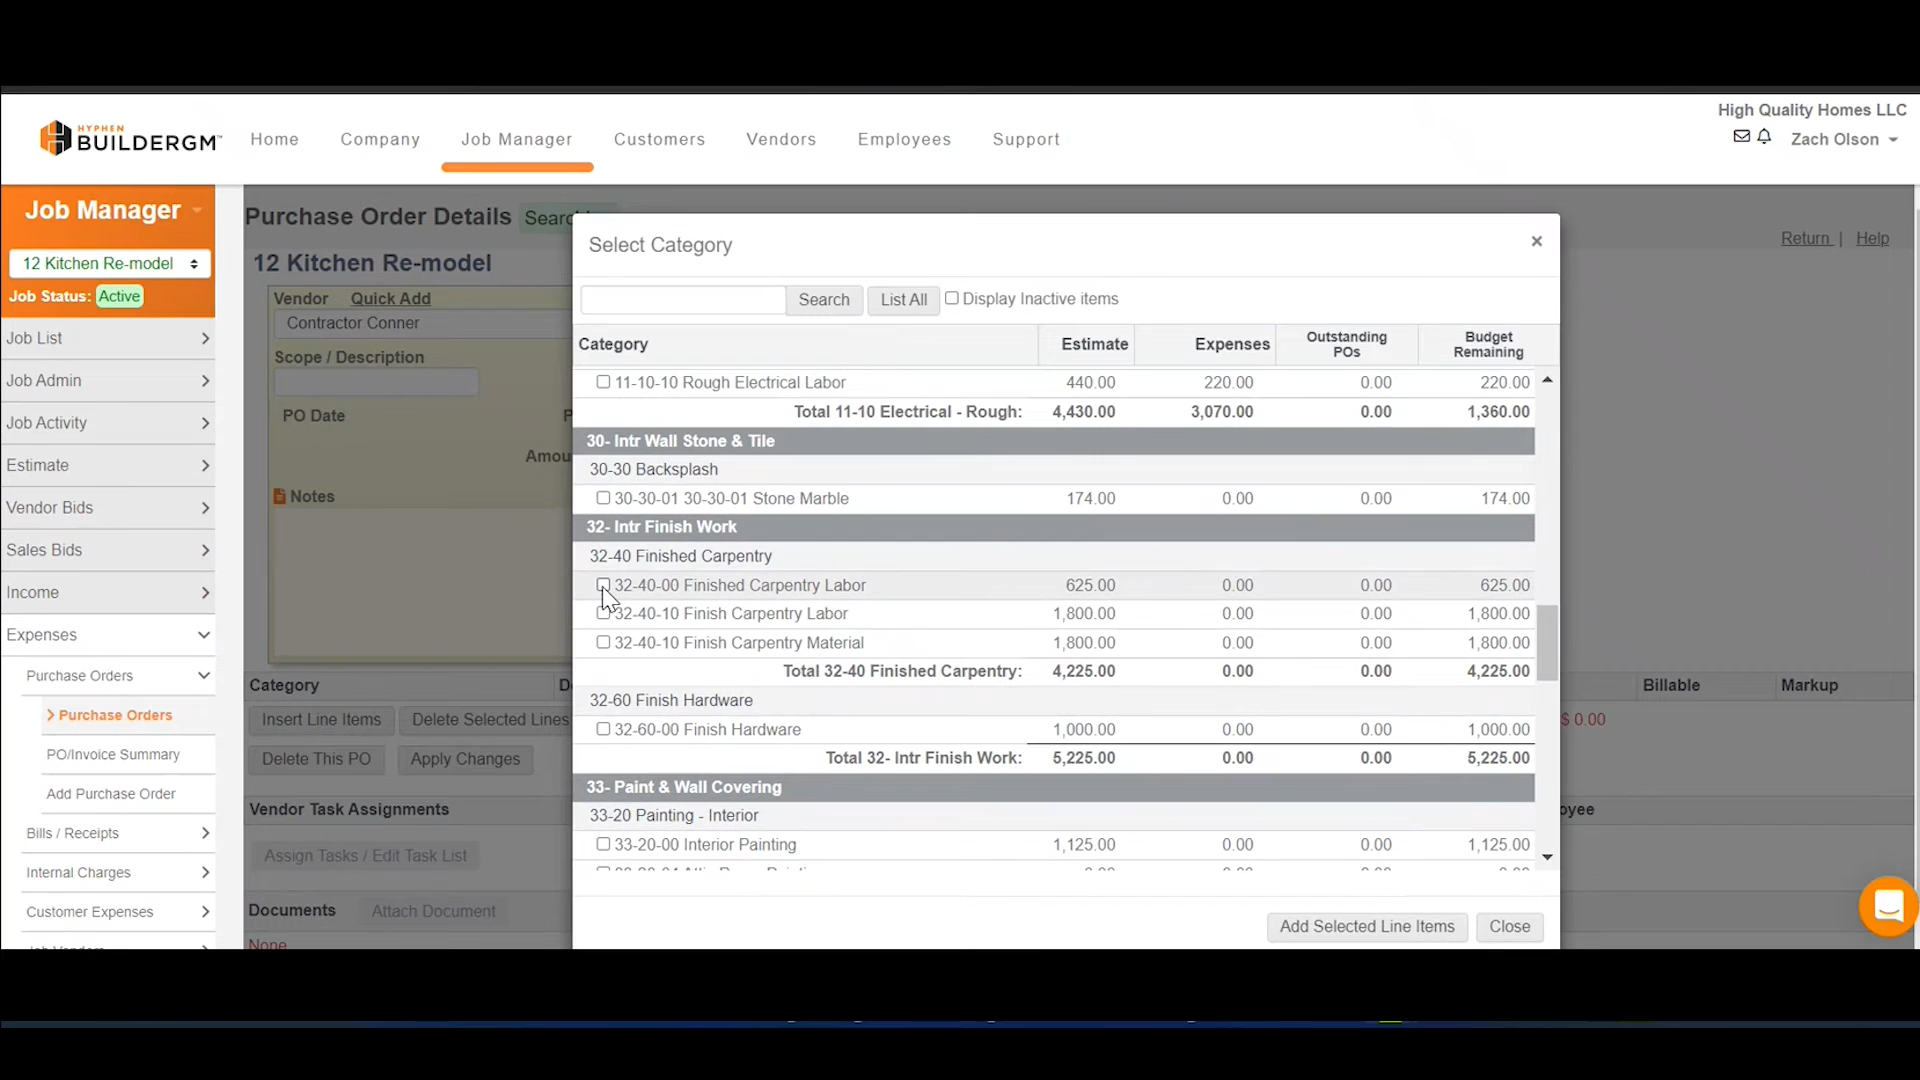 High Quality Homes LLC
HYPHEN
BUILDERGM™
Home Company Job Manager Customers Vendors Employees Support
Zach Olson
Job Manager
12 Kitchen Re-model
Job Status: Active
Job List
Job Admin
Job Activity
Estimate
Vendor Bids
Sales Bids
Income
Expenses
Purchase Orders
Purchase Orders
PO/Invoice Summary
Add Purchase Order
Bills / Receipts
Internal Charges
Customer Expenses
Purchase Order Details
Return | Help
12 Kitchen Re-model
Vendor Quick Add
Contractor Conner
Scope / Description
PO Date
Notes
Category
Insert Line Items Delete Selected Lines
Delete This PO Apply Changes
Vendor Task Assignments
Assign Tasks / Edit Task List
Documents Attach Document
None
Billable Markup
$ 0.00
Select Category ×
Search List All Display Inactive items
Category Estimate Expenses Outstanding POs Budget Remaining
11-10-10 Rough Electrical Labor 440.00 220.00 0.00 220.00
Total 11-10 Electrical - Rough: 4,430.00 3,070.00 0.00 1,360.00
30- Intr Wall Stone & Tile
30-30 Backsplash
30-30-01 30-30-01 Stone Marble 174.00 0.00 0.00 174.00
32- Intr Finish Work
32-40 Finished Carpentry
32-40-00 Finished Carpentry Labor 625.00 0.00 0.00 625.00
32-40-10 Finish Carpentry Labor 1,800.00 0.00 0.00 1,800.00
32-40-10 Finish Carpentry Material 1,800.00 0.00 0.00 1,800.00
Total 32-40 Finished Carpentry: 4,225.00 0.00 0.00 4,225.00
32-60 Finish Hardware
32-60-00 Finish Hardware 1,000.00 0.00 0.00 1,000.00
Total 32- Intr Finish Work: 5,225.00 0.00 0.00 5,225.00
33- Paint & Wall Covering
33-20 Painting - Interior
33-20-00 Interior Painting 1,125.00 0.00 0.00 1,125.00
Add Selected Line Items Close